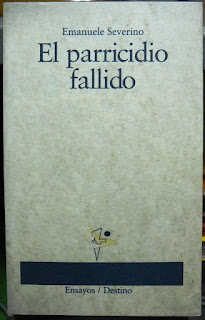 Emanuele Severino
El parricidio
fallido
Ensayos / Destino